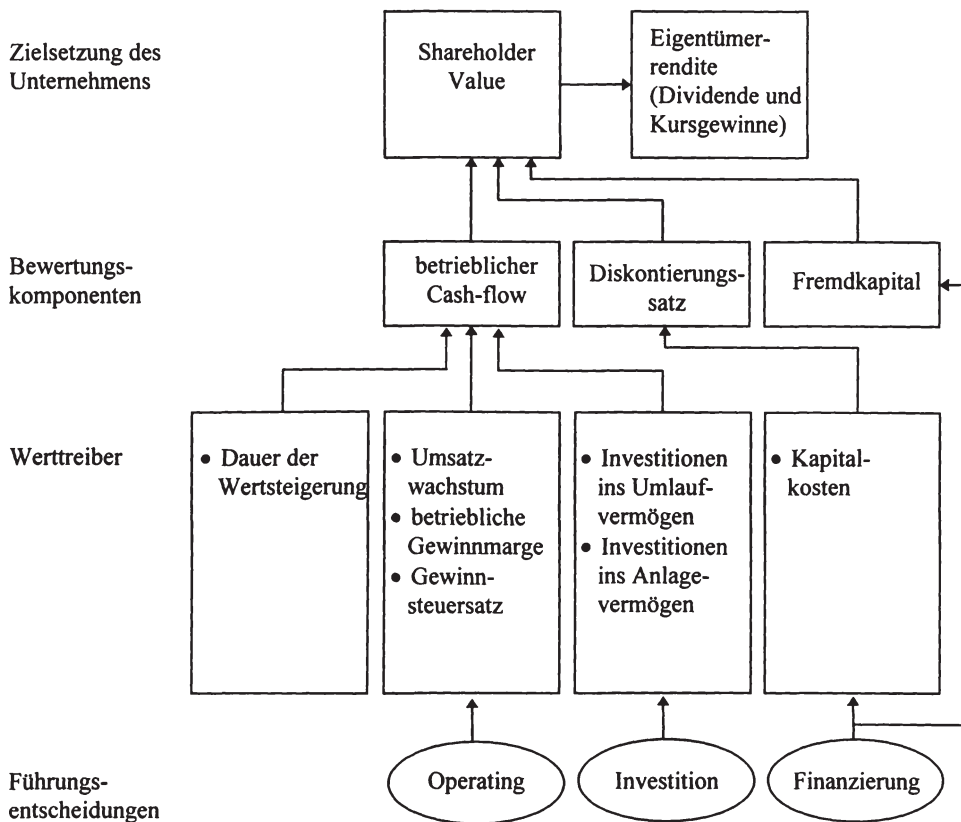 Zielsetzung des
Unternehmens
Shareholder
Value
Eigentümer-
rendite
(Dividende und
Kursgewinne)
Bewertungs-
komponenten
betrieblicher
Cash-flow
Diskontierungs-
satz
Fremdkapital
Werttreiber
• Dauer der
Wertsteigerung
• Umsatz-
wachstum
• betriebliche
Gewinnmarge
• Gewinn-
steuersatz
• Investitionen
ins Umlauf-
vermögen
• Investitionen
ins Anlage-
vermögen
• Kapital-
kosten
Führungs-
entscheidungen
Operating
Investition
Finanzierung